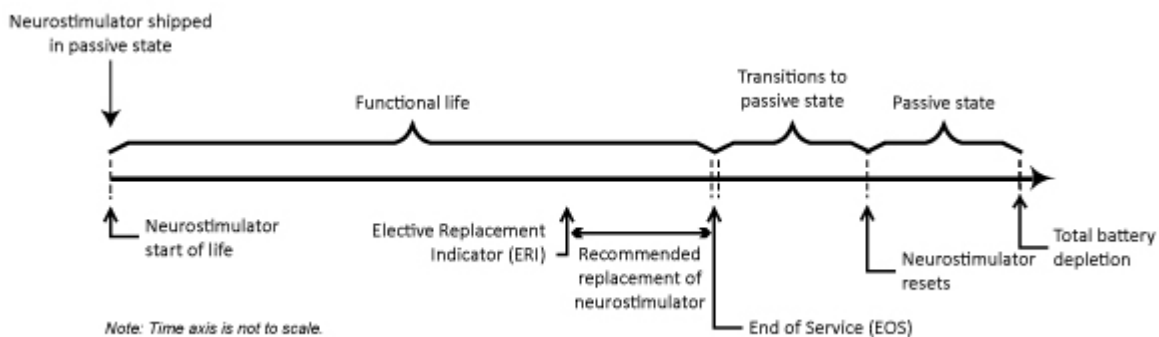 Neurostimulator shipped
in passive state
Functional life
Transitions to
passive state
Passive state
Neurostimulator
start of life
Elective Replacement
Indicator (ERI)
Recommended
replacement of
neurostimulator
End of Service (EOS)
Neurostimulator
resets
Total battery
depletion
Note: Time axis is not to scale.